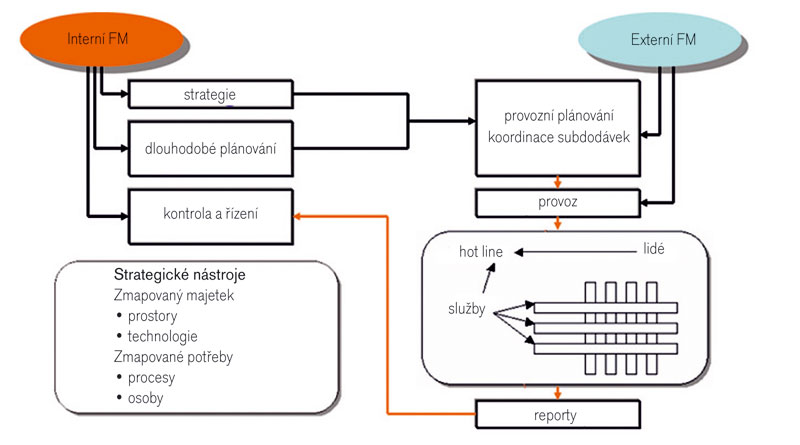 Interní FM
Externí FM
strategie
dlouhodobé plánování
kontrola a řízení
provozní plánování
koordinace subdodávek
provoz
hot line
lidé
služby
Strategické nástroje
Zmapovaný majetek
• prostory
• technologie
Zmapované potřeby
• procesy
• osoby
reporty